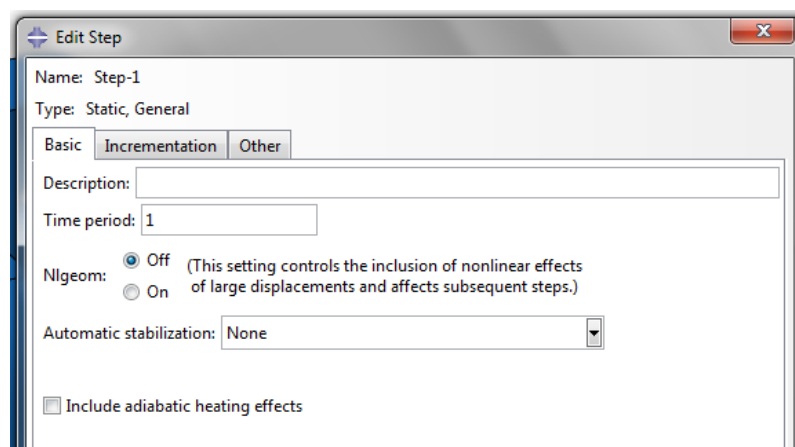 Edit Step
Name: Step-1
Type: Static, General
Basic Incrementation Other
Description:
Time period: 1
Nlgeom: Off (This setting controls the inclusion of nonlinear effects
On of large displacements and affects subsequent steps.)
Automatic stabilization: None
Include adiabatic heating effects